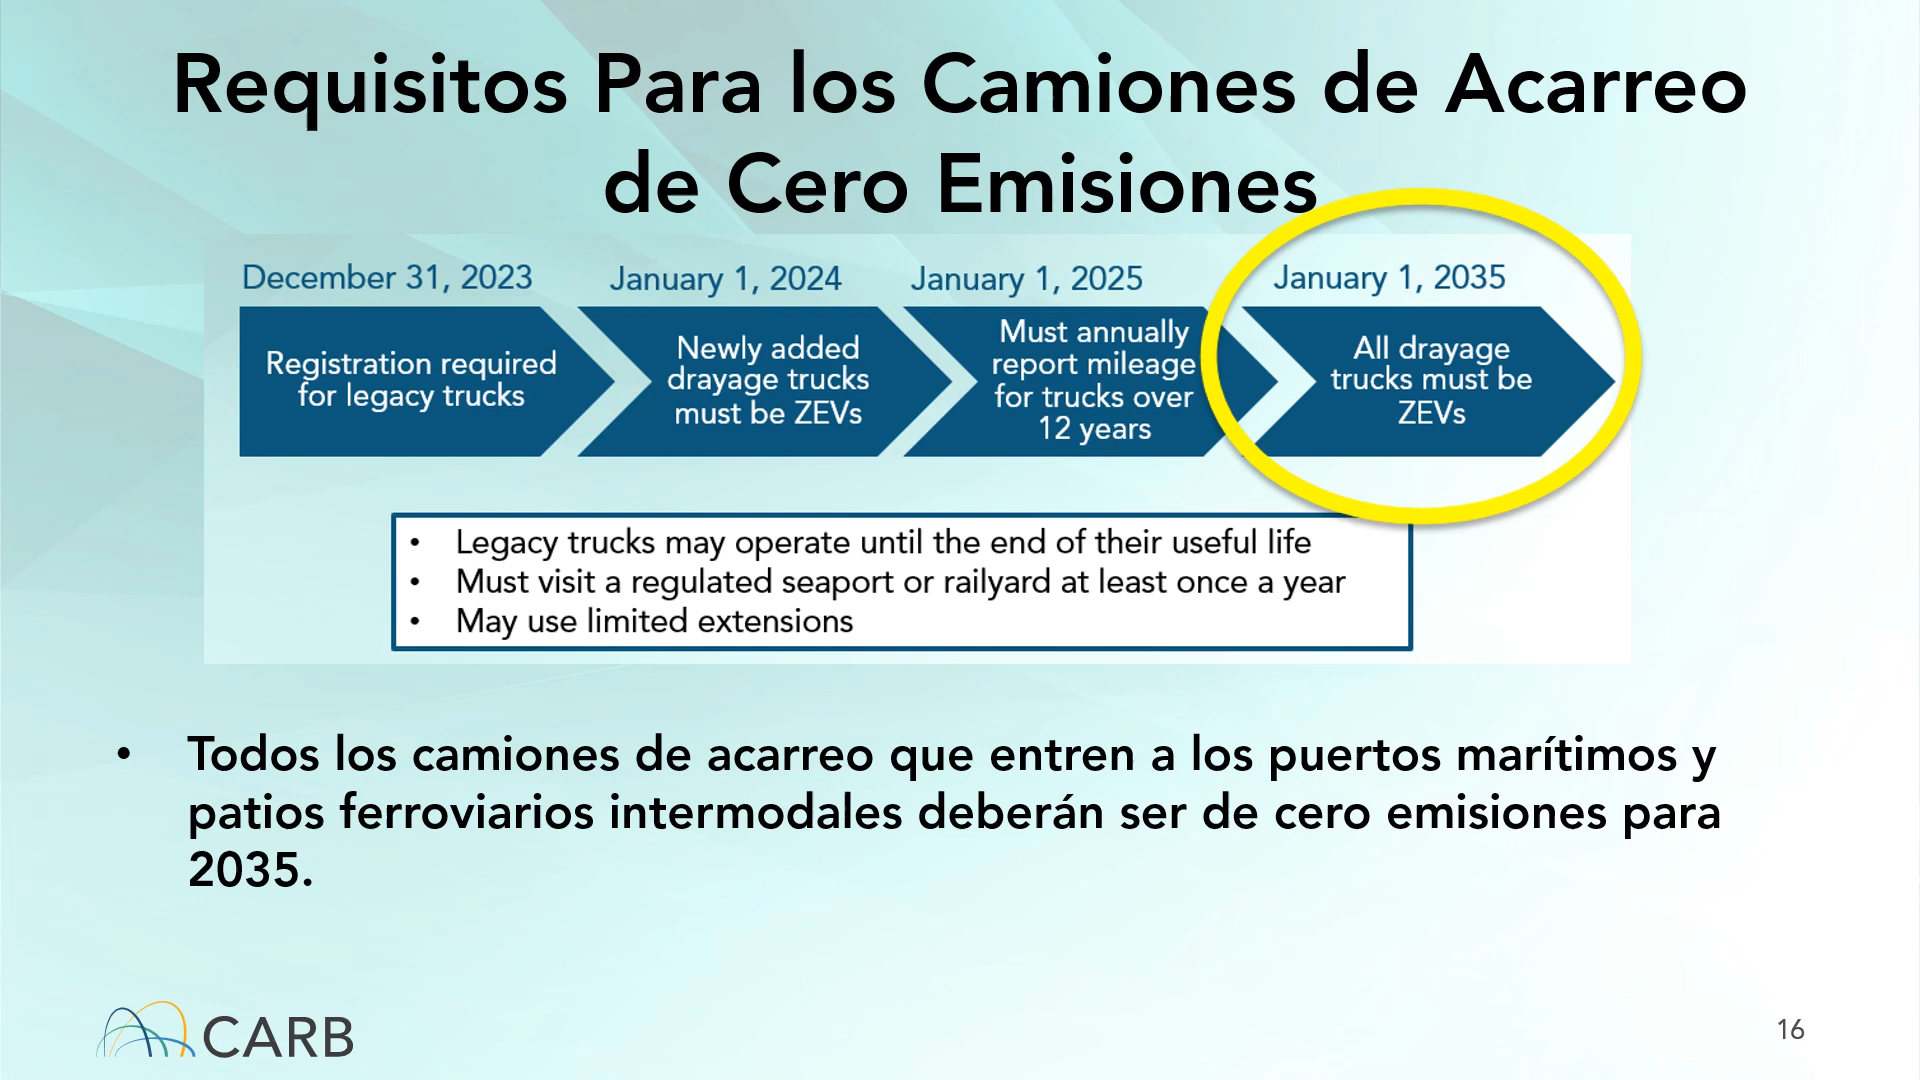 Requisitos Para los Camiones de Acarreo
de Cero Emisiones
December 31, 2023
Registration required
for legacy trucks
January 1, 2024
Newly added
drayage trucks
must be ZEVs
January 1, 2025
Must annually
report mileage
for trucks over
12 years
January 1, 2035
All drayage
trucks must be
ZEVs
• Legacy trucks may operate until the end of their useful life
• Must visit a regulated seaport or railyard at least once a year
• May use limited extensions
• Todos los camiones de acarreo que entren a los puertos marítimos y
patios ferroviarios intermodales deberán ser de cero emisiones para
2035.
CARB
16